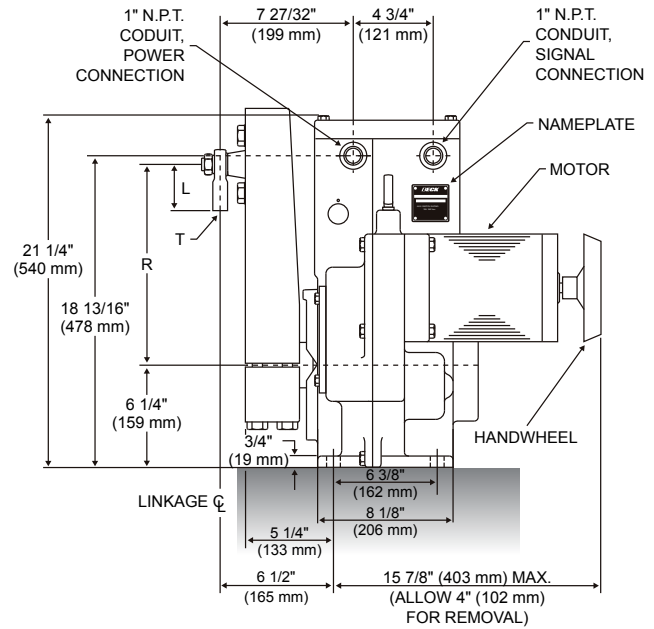 1" N.P.T.
CODUIT,
POWER
CONNECTION
7 27/32"
(199 mm)
4 3/4"
(121 mm)
1" N.P.T.
CONDUIT,
SIGNAL
CONNECTION
NAMEPLATE
MOTOR
BECK
L
T
R
21 1/4"
(540 mm)
18 13/16"
(478 mm)
6 1/4"
(159 mm)
3/4"
(19 mm)
HANDWHEEL
LINKAGE ℄
6 3/8"
(162 mm)
8 1/8"
(206 mm)
5 1/4"
(133 mm)
6 1/2"
(165 mm)
15 7/8" (403 mm) MAX.
(ALLOW 4" (102 mm)
FOR REMOVAL)